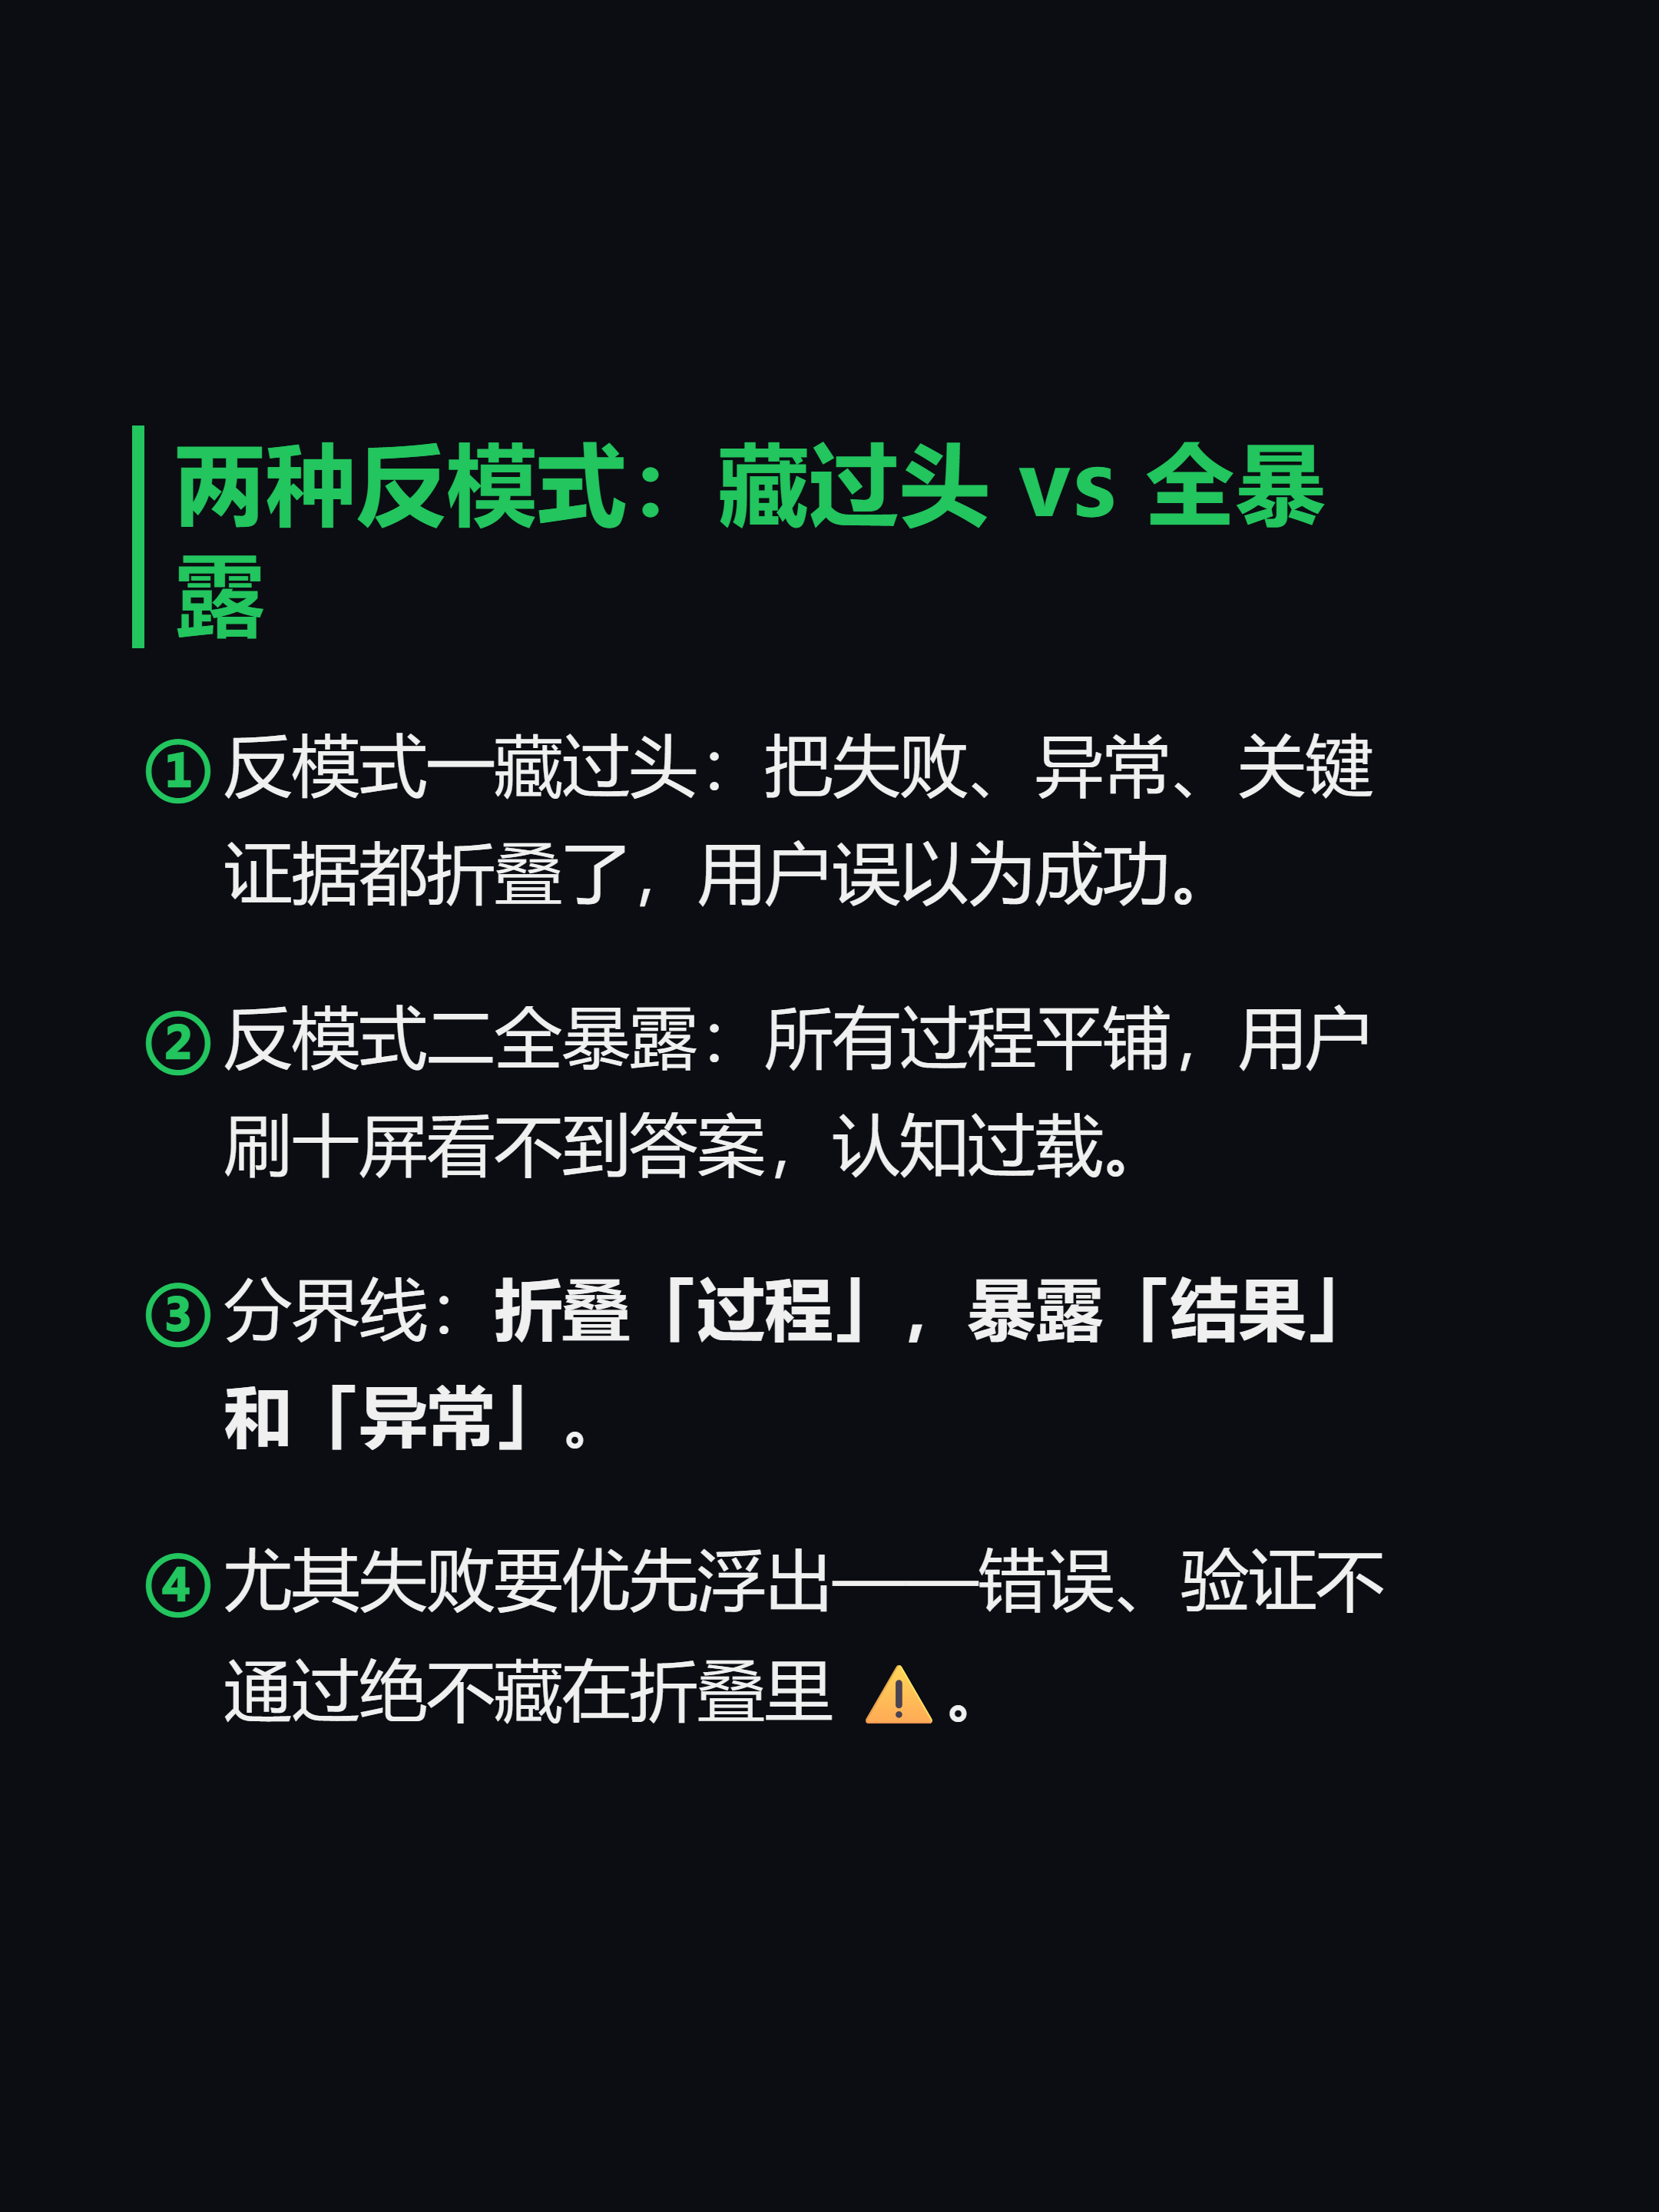 两种反模式：藏过头 vs 全暴
露
① 反模式一藏过头：把失败、异常、关键
证据都折叠了，用户误以为成功。
② 反模式二全暴露：所有过程平铺，用户
刷十屏看不到答案，认知过载。
③ 分界线：折叠「过程」，暴露「结果」
和「异常」。
④ 尤其失败要优先浮出——错误、验证不
通过绝不藏在折叠里 ⚠️。